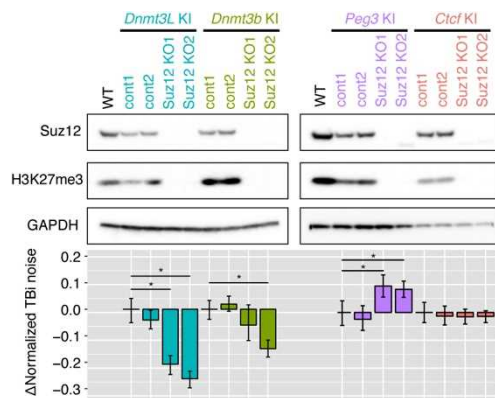 Dnmt3L KI Dnmt3b KI Peg3 KI Ctcf KI
WT cont1 cont2 Suz12 KO1 Suz12 KO2 cont1 cont2 Suz12 KO1 Suz12 KO2 WT cont1 cont2 Suz12 KO1 Suz12 KO2 cont1 cont2 Suz12 KO1 Suz12 KO2
Suz12
H3K27me3
GAPDH
ΔNormalized TBi noise
0.2
0.1
0.0
-0.1
-0.2
-0.3
* * * * *